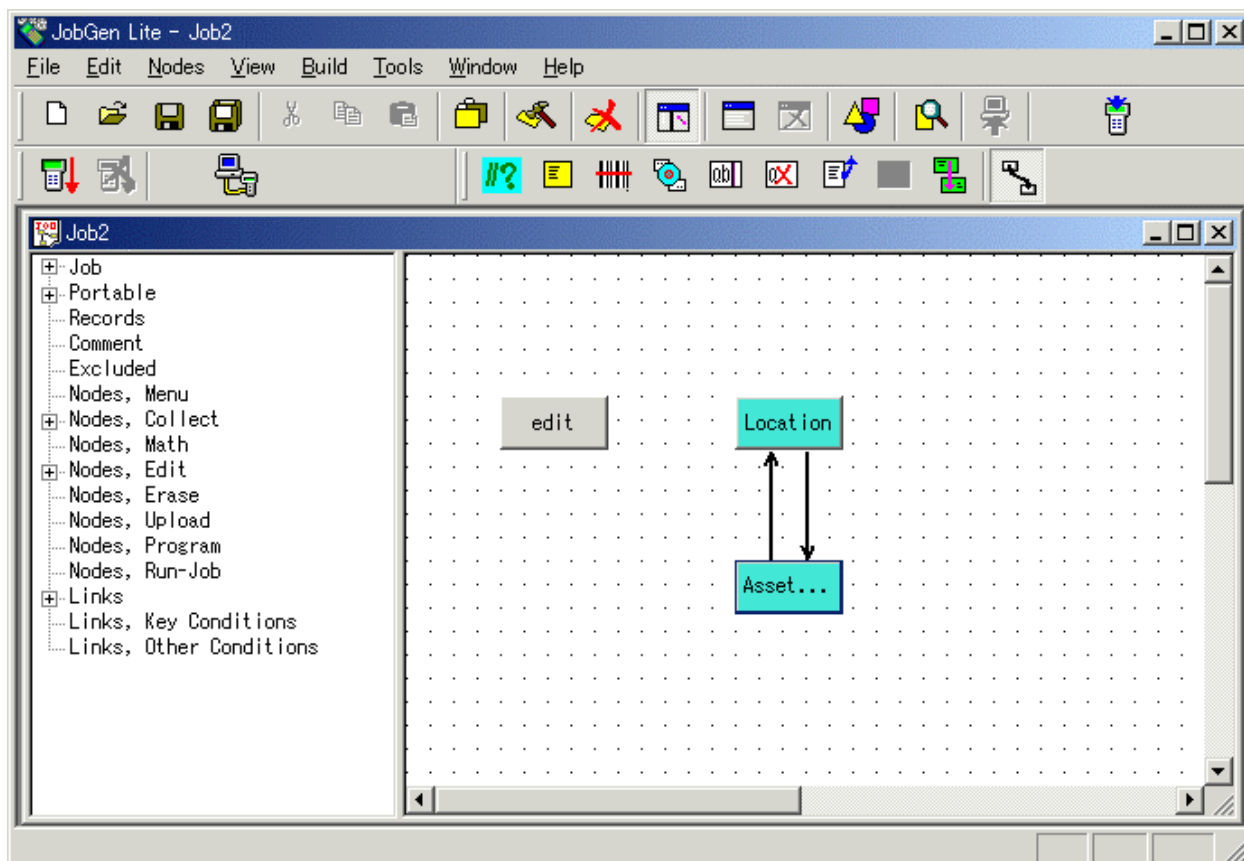 JobGen Lite - Job2
File Edit Nodes View Build Tools Window Help
Job2
Job
Portable
Records
Comment
Excluded
Nodes, Menu
Nodes, Collect
Nodes, Math
Nodes, Edit
Nodes, Erase
Nodes, Upload
Nodes, Program
Nodes, Run-Job
Links
Links, Key Conditions
Links, Other Conditions
edit
Location
Asset...